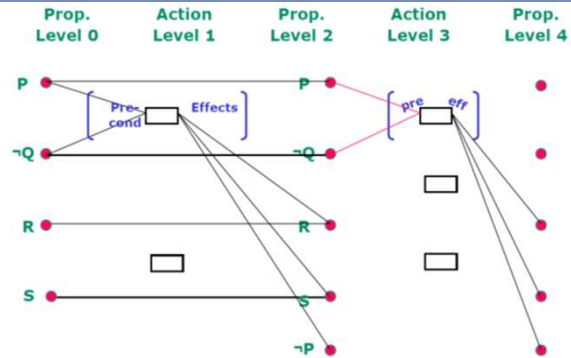 Prop. Action Prop. Action Prop.
Level 0 Level 1 Level 2 Level 3 Level 4
P P
Pre- Effects pre eff
cond
¬Q ¬Q
R R
S S
¬P